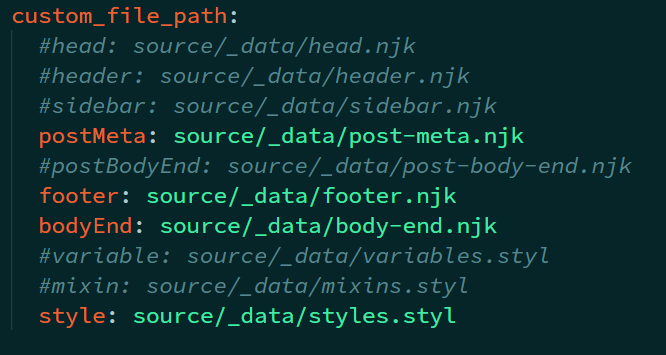 custom_file_path:
  #head: source/_data/head.njk
  #header: source/_data/header.njk
  #sidebar: source/_data/sidebar.njk
  postMeta: source/_data/post-meta.njk
  #postBodyEnd: source/_data/post-body-end.njk
  footer: source/_data/footer.njk
  bodyEnd: source/_data/body-end.njk
  #variable: source/_data/variables.styl
  #mixin: source/_data/mixins.styl
  style: source/_data/styles.styl